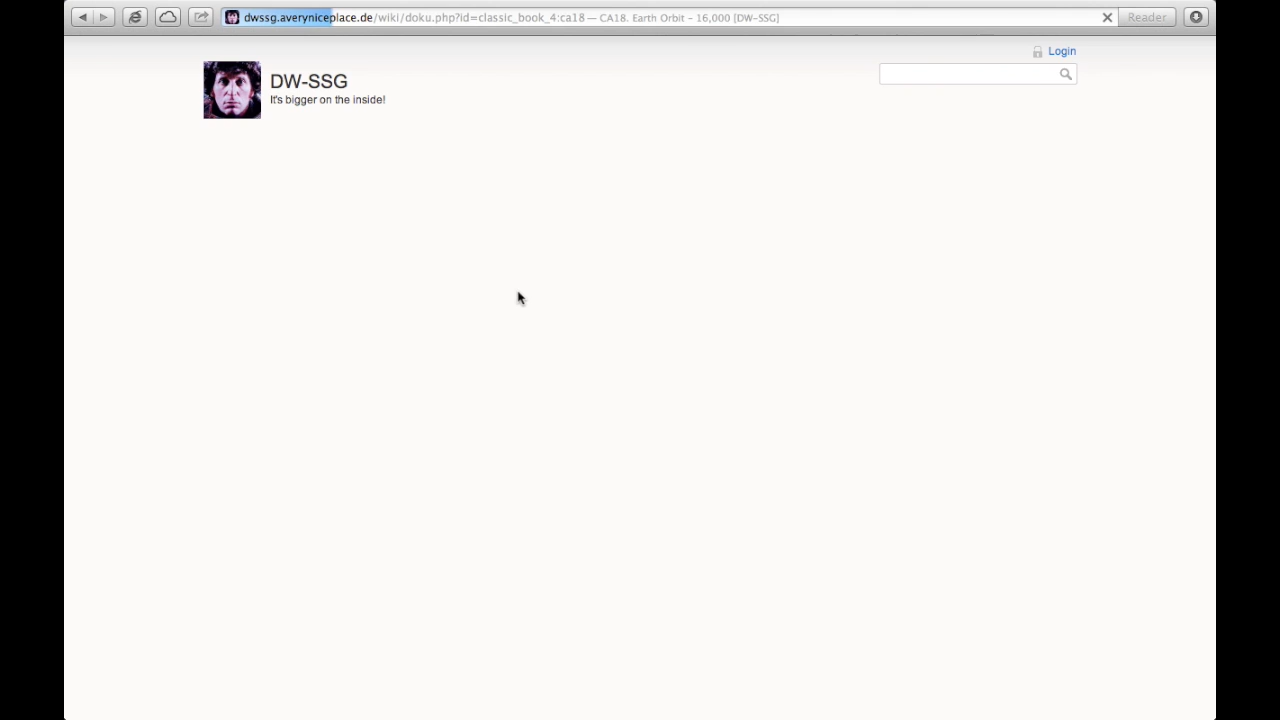 dwssg.averyniceplace.de/wiki/doku.php?id=classic_book_4:ca18 — CA18. Earth Orbit – 16,000 [DW-SSG]
Reader
Login
DW-SSG
It's bigger on the inside!